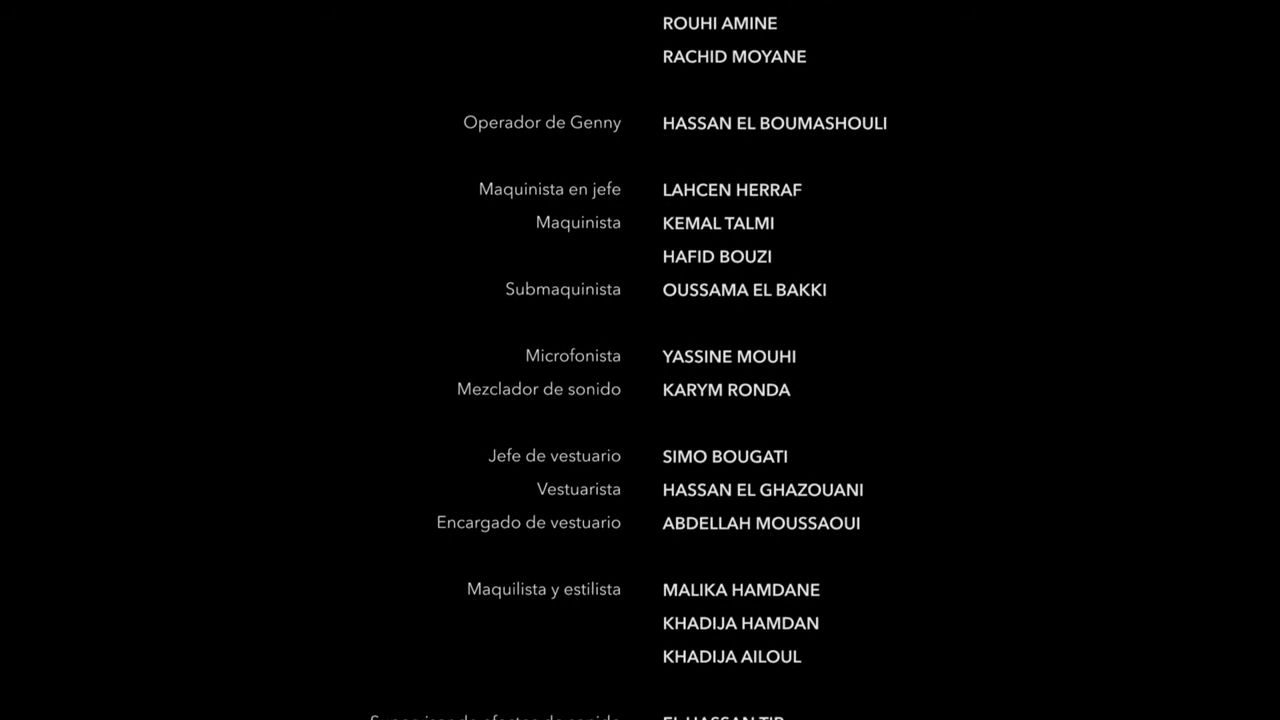 ROUHI AMINE
RACHID MOYANE
Operador de Genny HASSAN EL BOUMASHOULI
Maquinista en jefe LAHCEN HERRAF
Maquinista KEMAL TALMI
HAFID BOUZI
Submaquinista OUSSAMA EL BAKKI
Microfonista YASSINE MOUHI
Mezclador de sonido KARYM RONDA
Jefe de vestuario SIMO BOUGATI
Vestuarista HASSAN EL GHAZOUANI
Encargado de vestuario ABDELLAH MOUSSAOUI
Maquilista y estilista MALIKA HAMDANE
KHADIJA HAMDAN
KHADIJA AILOUL